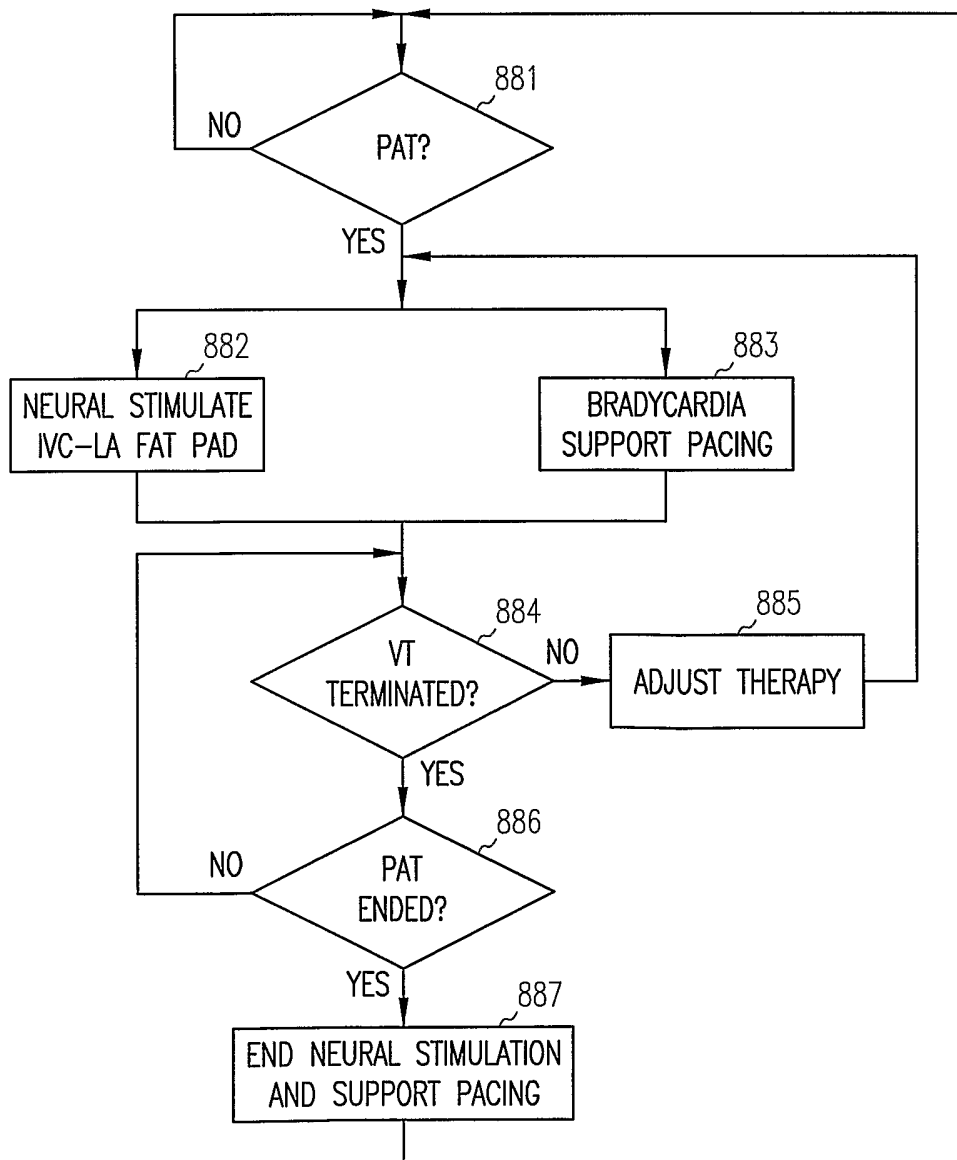 881
NO
PAT?
YES
882
NEURAL STIMULATE
IVC-LA FAT PAD
883
BRADYCARDIA
SUPPORT PACING
884
VT
TERMINATED?
NO
885
ADJUST THERAPY
YES
886
NO
PAT
ENDED?
YES
887
END NEURAL STIMULATION
AND SUPPORT PACING